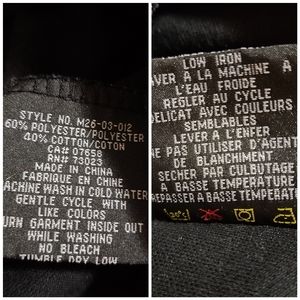 STYLE NO. M26-03-012
60% POLYESTER/POLYESTER
40% COTTON/COTON
CA# 07653
RN# 73023
MADE IN CHINA
FABRIQUE EN CHINE
MACHINE WASH IN COLD WATER
GENTLE CYCLE WITH
LIKE COLORS
TURN GARMENT INSIDE OUT
WHILE WASHING
NO BLEACH
TUMBLE DRY LOW
LOW IRON
LAVER A LA MACHINE A
L'EAU FROIDE
REGLER AU CYCLE
DELICAT AVEC COULEURS
SEMBLABLES
LEVER A L'ENFER
NE PAS UTILISER D'AGENT
DE BLANCHIMENT
SECHER PAR CULBUTAGE
A BASSE TEMPERATURE
REPASSER A BASSE TEMPERATURE